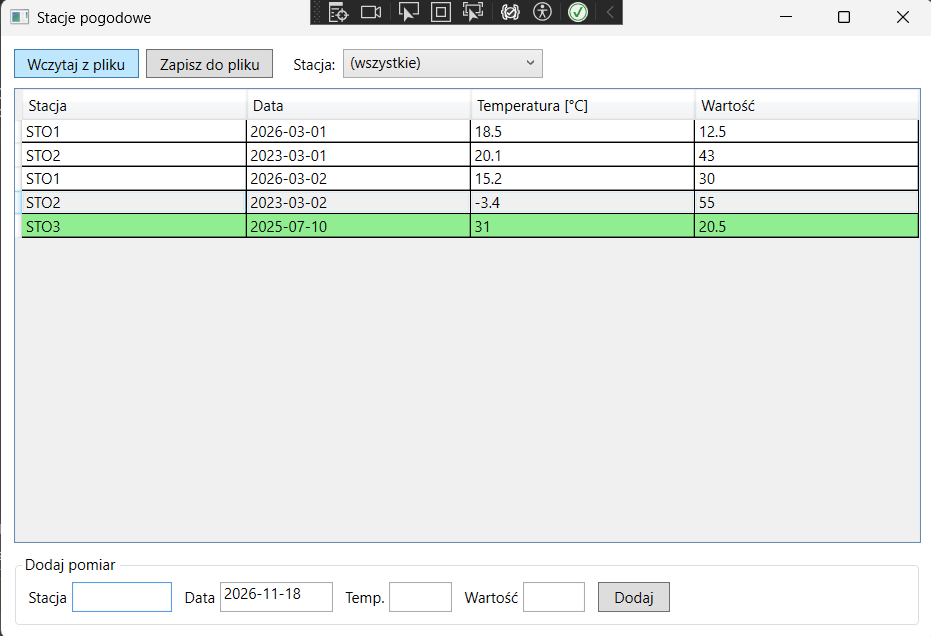 Stacje pogodowe
Wczytaj z pliku Zapisz do pliku Stacja: (wszystkie)
Stacja Data Temperatura [°C] Wartość
STO1 2026-03-01 18.5 12.5
STO2 2023-03-01 20.1 43
STO1 2026-03-02 15.2 30
STO2 2023-03-02 -3.4 55
STO3 2025-07-10 31 20.5
Dodaj pomiar
Stacja Data 2026-11-18 Temp. Wartość Dodaj